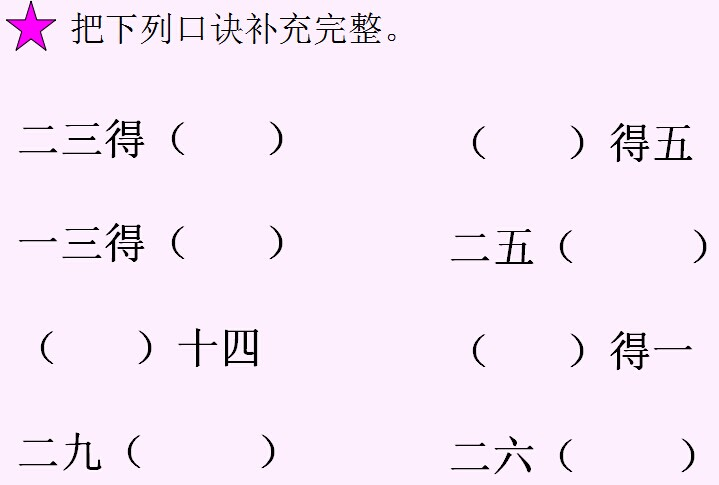 把下列口诀补充完整。
二三得（　　） （　　）得五
一三得（　　） 二五（　　）
（　　）十四 （　　）得一
二九（　　） 二六（　　）